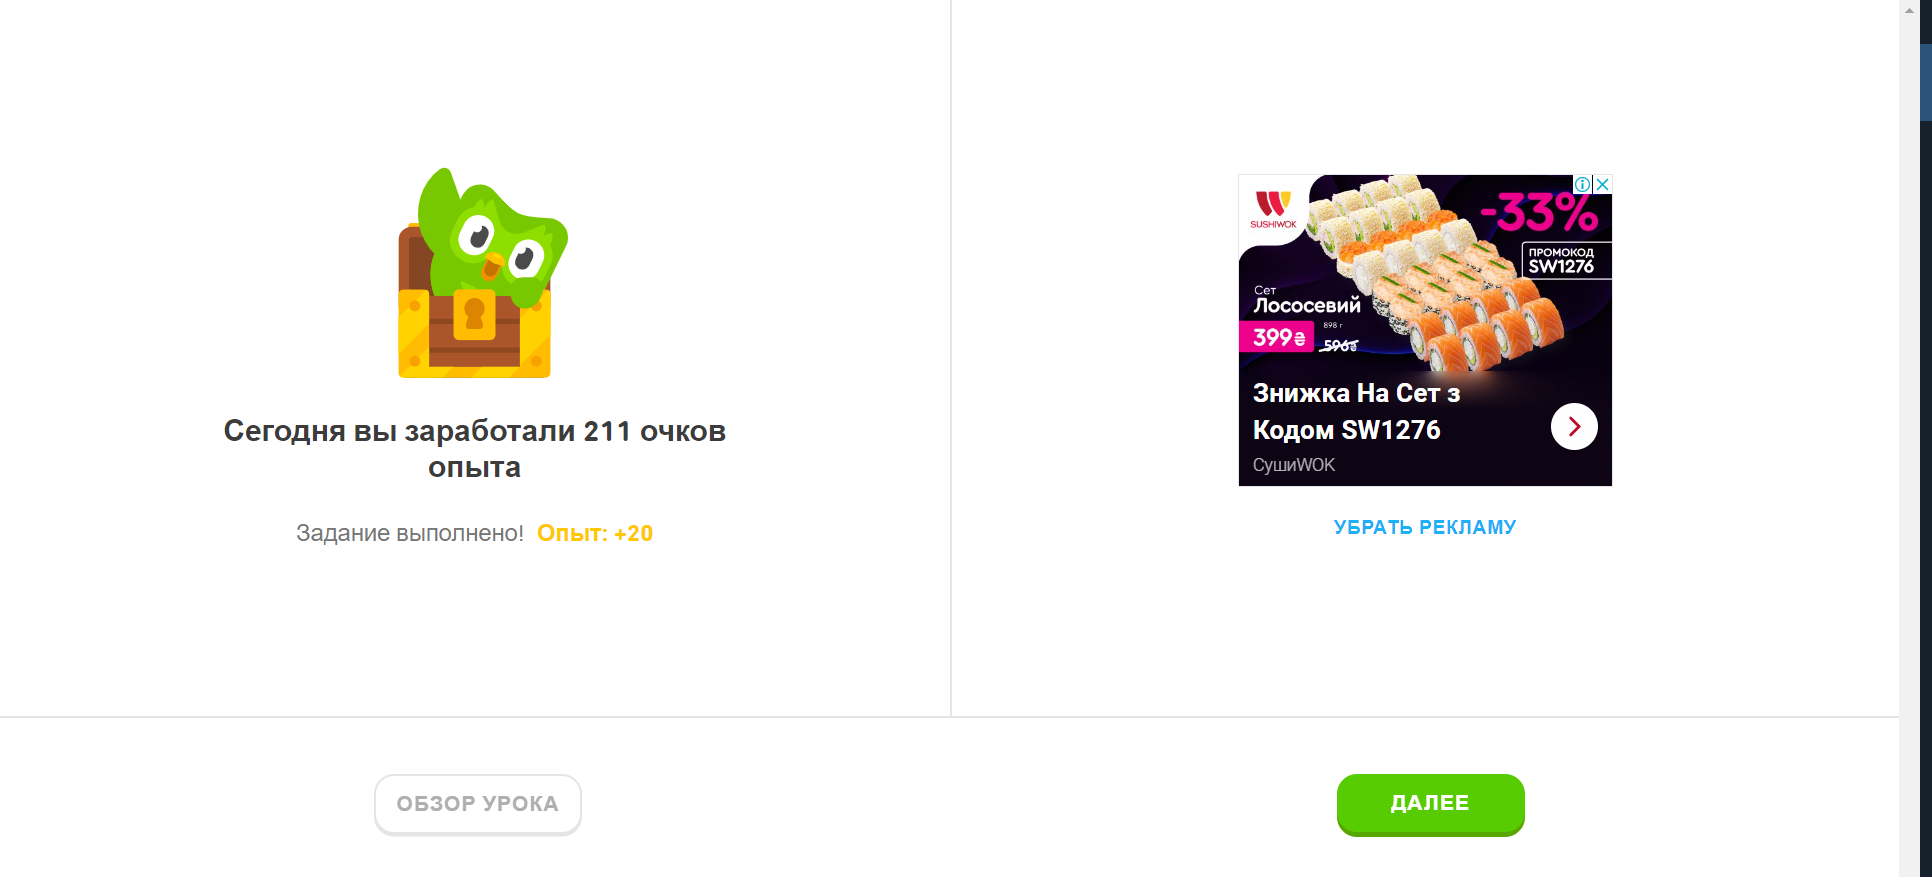 Сегодня вы заработали 211 очков
опыта
Задание выполнено! Опыт: +20
SUSHIWOK
-33%
ПРОМОКОД
SW1276
Сет
Лососевий
399₴
898 г
596₴
Знижка На Сет з
Кодом SW1276
СушиWOK
УБРАТЬ РЕКЛАМУ
ОБЗОР УРОКА
ДАЛЕЕ